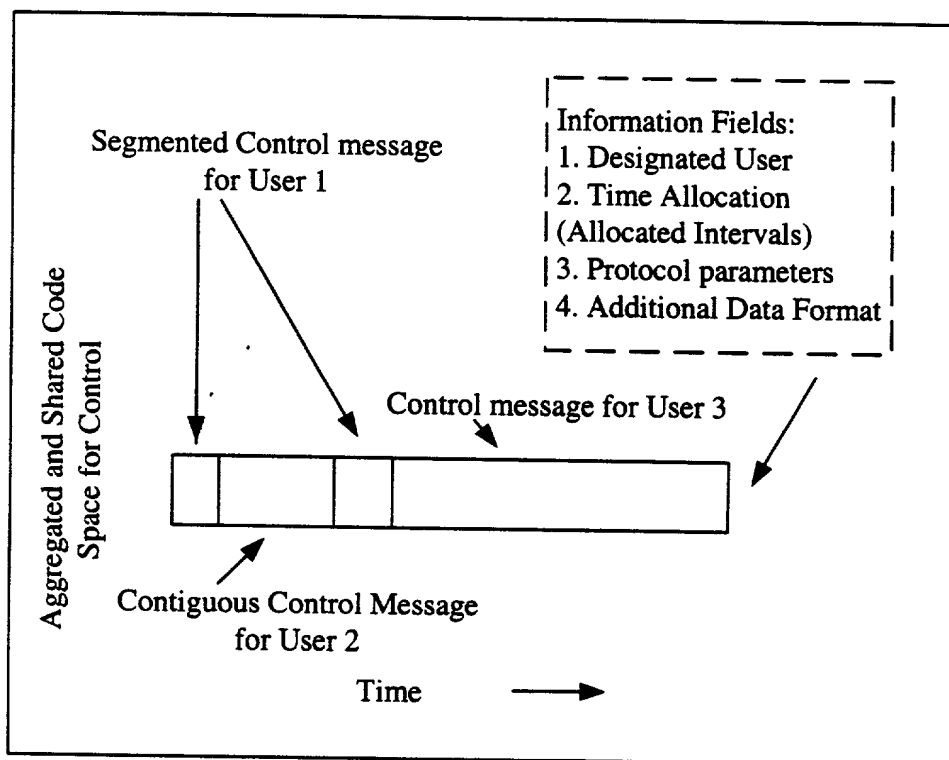 Segmented Control message
for User 1
Information Fields:
1. Designated User
2. Time Allocation
(Allocated Intervals)
3. Protocol parameters
4. Additional Data Format
Aggregated and Shared Code
Space for Control
Control message for User 3
Contiguous Control Message
for User 2
Time